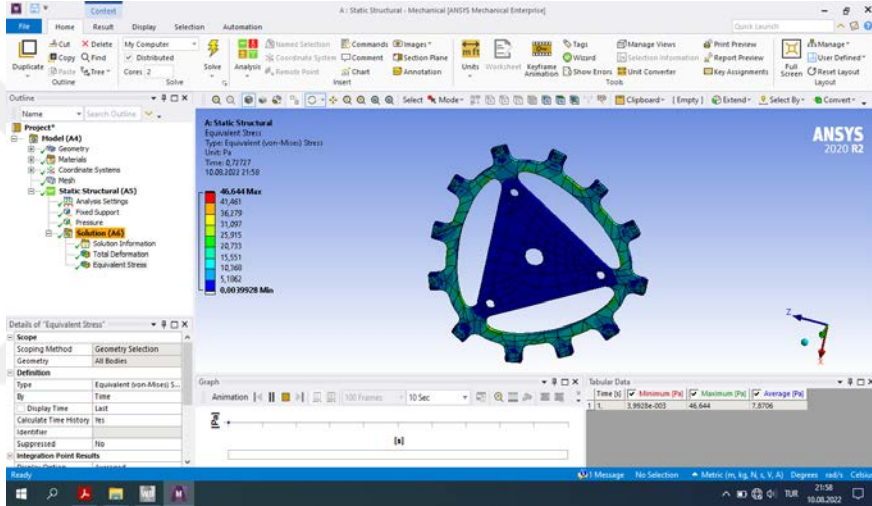 Context
A : Static Structural - Mechanical [ANSYS Mechanical Enterprise]
File Home Result Display Selection Automation
Quick Launch
Duplicate
Cut
Copy
Paste
Delete
Find
Tree
Outline
My Computer
Distributed
Cores 2
Solve
Solve
Analysis
Named Selection
Coordinate System
Remote Point
Commands
Comment
Chart
Images
Section Plane
Annotation
Insert
Units
Worksheet
Keyframe Animation
Tags
Wizard
Show Errors
Manage Views
Selection Information
Unit Converter
Print Preview
Report Preview
Key Assignments
Tools
Full Screen
Manage
User Defined
Reset Layout
Layout
Outline
Name
Search Outline
Select Mode
Clipboard [Empty] Extend Select By Convert
Project*
Model (A4)
Geometry
Materials
Coordinate Systems
Mesh
Static Structural (A5)
Analysis Settings
Fixed Support
Pressure
Solution (A6)
Solution Information
Total Deformation
Equivalent Stress
A: Static Structural
Equivalent Stress
Type: Equivalent (von-Mises) Stress
Unit: Pa
Time: 0,72727
10.08.2022 21:58
46,644 Max
41,461
36,279
31,097
25,915
20,733
15,551
10,368
5,1862
0,0039928 Min
ANSYS
2020 R2
Z
X
Details of "Equivalent Stress"
Scope
Scoping Method Geometry Selection
Geometry All Bodies
Definition
Type Equivalent (von-Mises) S...
By Time
Display Time Last
Calculate Time History Yes
Identifier
Suppressed No
Integration Point Results
Display Option Averaged
Graph
Animation 100 Frames 10 Sec
[Pa]
[s]
Tabular Data
Time [s] Minimum [Pa] Maximum [Pa] Average [Pa]
1 1, 3,9928e-003 46,644 7,8706
Ready
1 Message No Selection Metric (m, kg, N, s, V, A) Degrees rad/s Celsius
TUR
21:58
10.08.2022